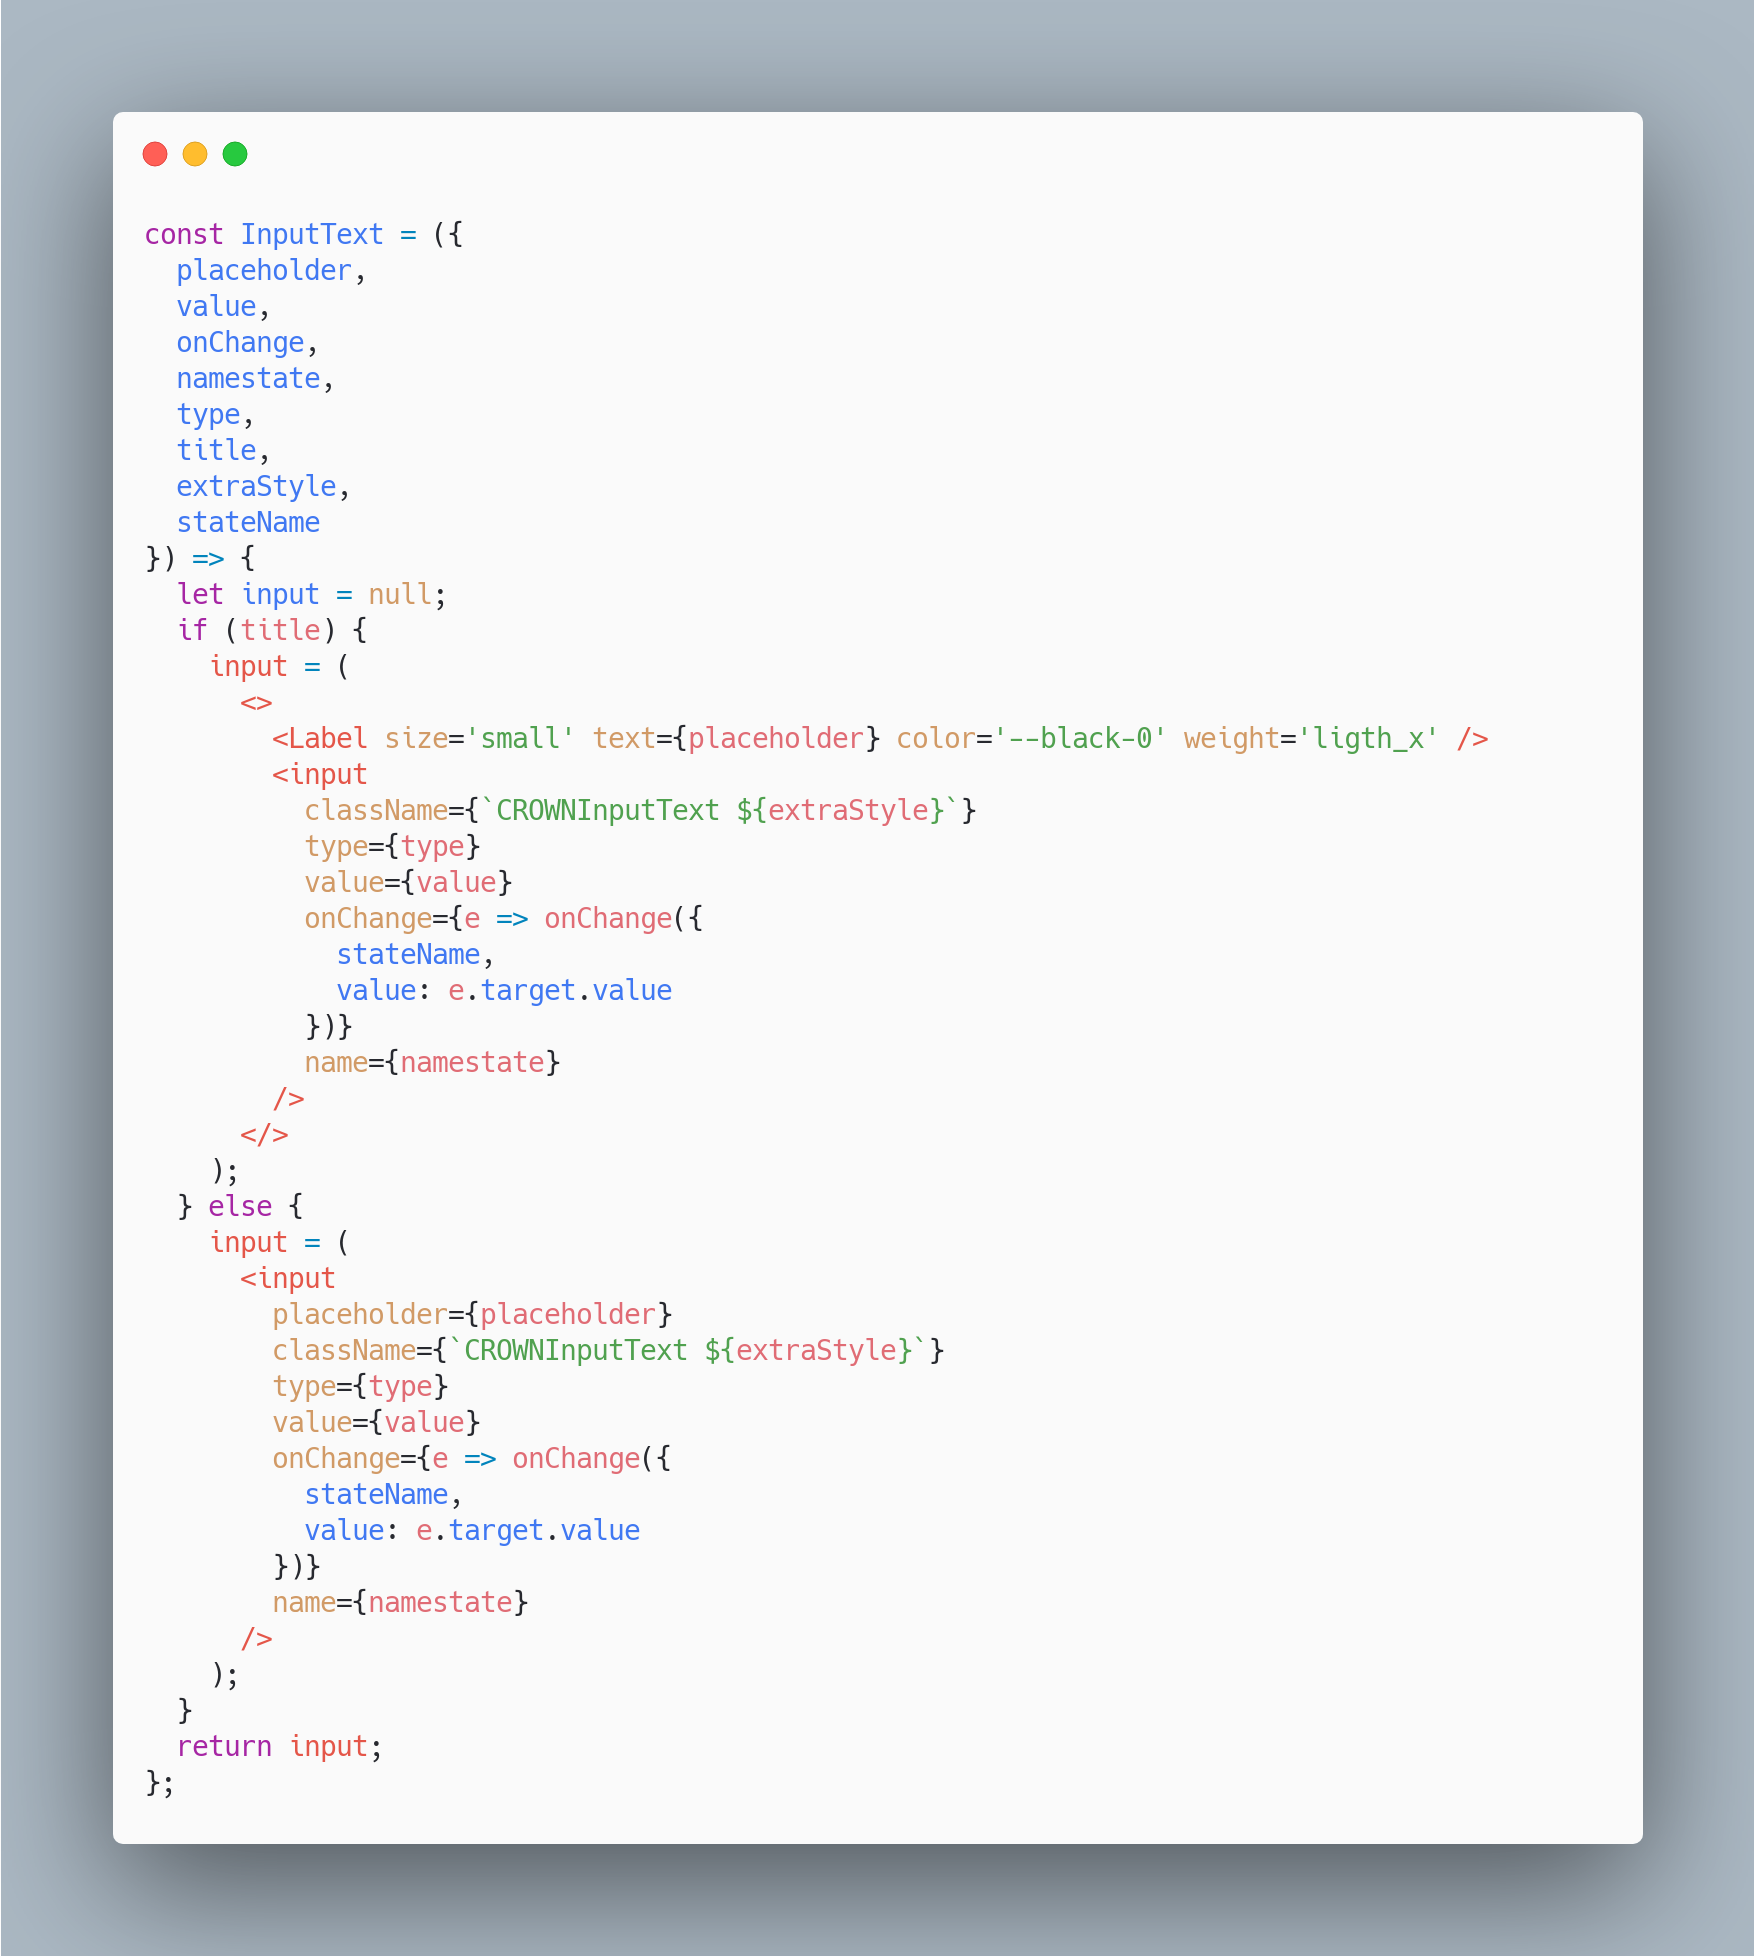 const InputText = ({
  placeholder,
  value,
  onChange,
  namestate,
  type,
  title,
  extraStyle,
  stateName
}) => {
  let input = null;
  if (title) {
    input = (
      <>
        <Label size='small' text={placeholder} color='--black-0' weight='ligth_x' />
        <input
          className={`CROWNInputText ${extraStyle}`}
          type={type}
          value={value}
          onChange={e => onChange({
            stateName,
            value: e.target.value
          })}
          name={namestate}
        />
      </>
    );
  } else {
    input = (
      <input
        placeholder={placeholder}
        className={`CROWNInputText ${extraStyle}`}
        type={type}
        value={value}
        onChange={e => onChange({
          stateName,
          value: e.target.value
        })}
        name={namestate}
      />
    );
  }
  return input;
};